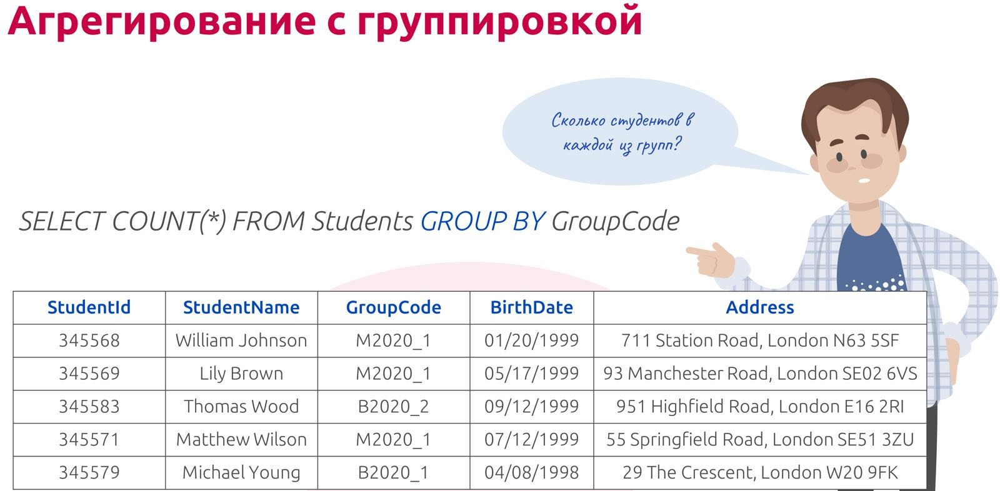 Агрегирование с группировкой
Сколько студентов в
каждой из групп?
SELECT COUNT(*) FROM Students GROUP BY GroupCode
StudentId StudentName GroupCode BirthDate Address
345568 William Johnson M2020_1 01/20/1999 711 Station Road, London N63 5SF
345569 Lily Brown M2020_1 05/17/1999 93 Manchester Road, London SE02 6VS
345583 Thomas Wood B2020_2 09/12/1999 951 Highfield Road, London E16 2RI
345571 Matthew Wilson M2020_1 07/12/1999 55 Springfield Road, London SE51 3ZU
345579 Michael Young B2020_1 04/08/1998 29 The Crescent, London W20 9FK